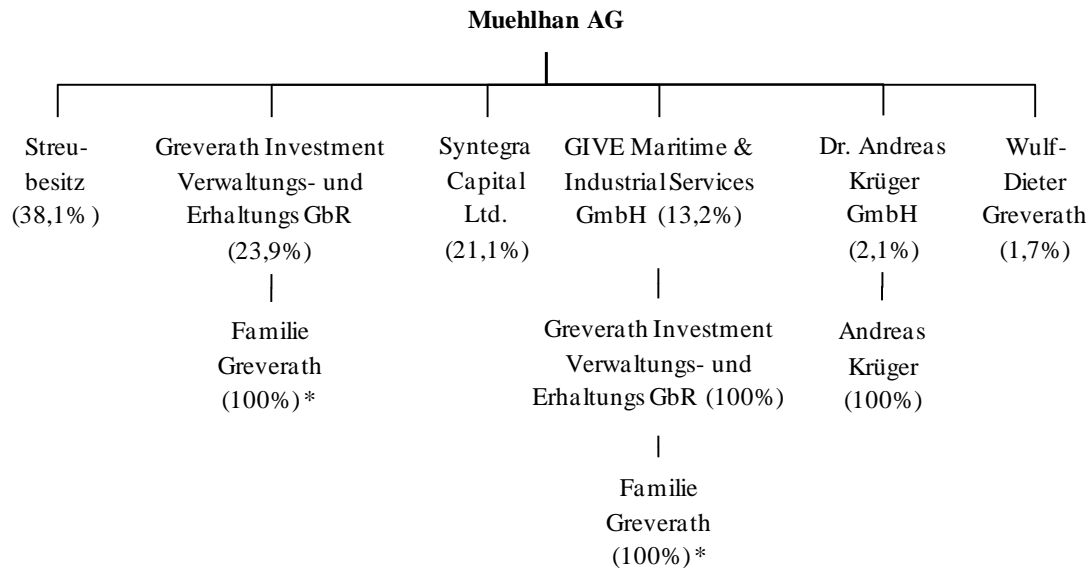 Muehlhan AG
Streu-
besitz
(38,1%)
Greverath Investment
Verwaltungs- und
Erhaltungs GbR
(23,9%)
Familie
Greverath
(100%)*
Syntegra
Capital
Ltd.
(21,1%)
GIVE Maritime &
Industrial Services
GmbH (13,2%)
Greverath Investment
Verwaltungs- und
Erhaltungs GbR (100%)
Familie
Greverath
(100%)*
Dr. Andreas
Krüger
GmbH
(2,1%)
Andreas
Krüger
(100%)
Wulf-
Dieter
Greverath
(1,7%)